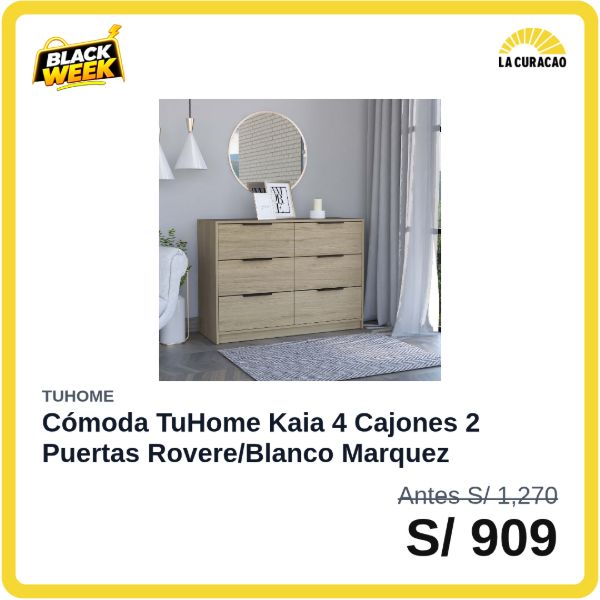 BLACK
WEEK
LA CURACAO
TUHOME
Cómoda TuHome Kaia 4 Cajones 2
Puertas Rovere/Blanco Marquez
Antes S/ 1,270
S/ 909